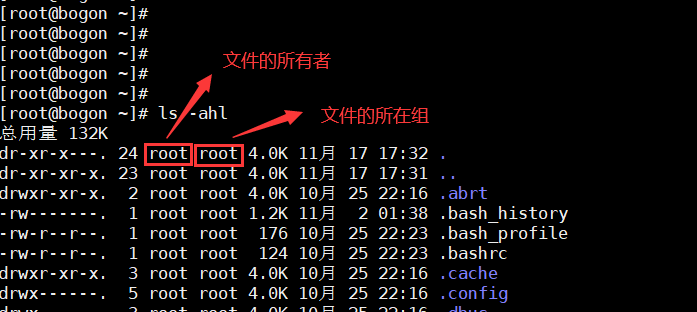 [root@bogon ~]#
[root@bogon ~]#
[root@bogon ~]#
[root@bogon ~]#
[root@bogon ~]#
文件的所有者
[root@bogon ~]# ls -ahl
文件的所在组
总用量 132K
dr-xr-x---. 24 root root 4.0K 11月 17 17:32 .
dr-xr-xr-x. 23 root root 4.0K 11月 17 17:31 ..
drwxr-xr-x. 2 root root 4.0K 10月 25 22:16 .abrt
-rw-------. 1 root root 1.2K 11月 2 01:38 .bash_history
-rw-r--r--. 1 root root 176 10月 25 22:23 .bash_profile
-rw-r--r--. 1 root root 124 10月 25 22:23 .bashrc
drwxr-xr-x. 3 root root 4.0K 10月 25 22:16 .cache
drwx------. 5 root root 4.0K 10月 25 22:16 .config